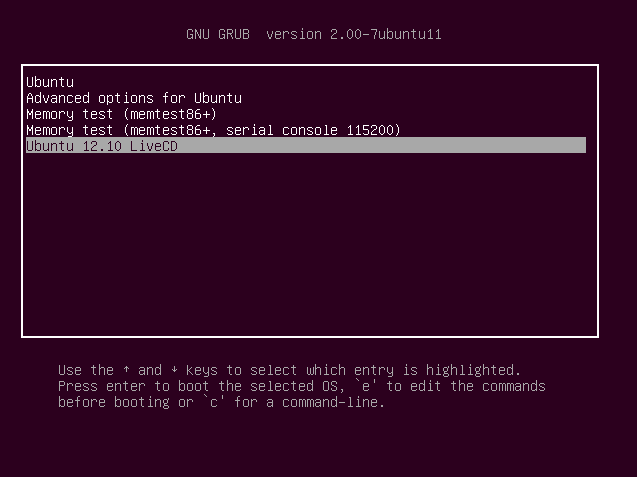 GNU GRUB  version 2.00-7ubuntu11
Ubuntu
Advanced options for Ubuntu
Memory test (memtest86+)
Memory test (memtest86+, serial console 115200)
Ubuntu 12.10 LiveCD
Use the ↑ and ↓ keys to select which entry is highlighted.
Press enter to boot the selected OS, `e' to edit the commands
before booting or `c' for a command-line.